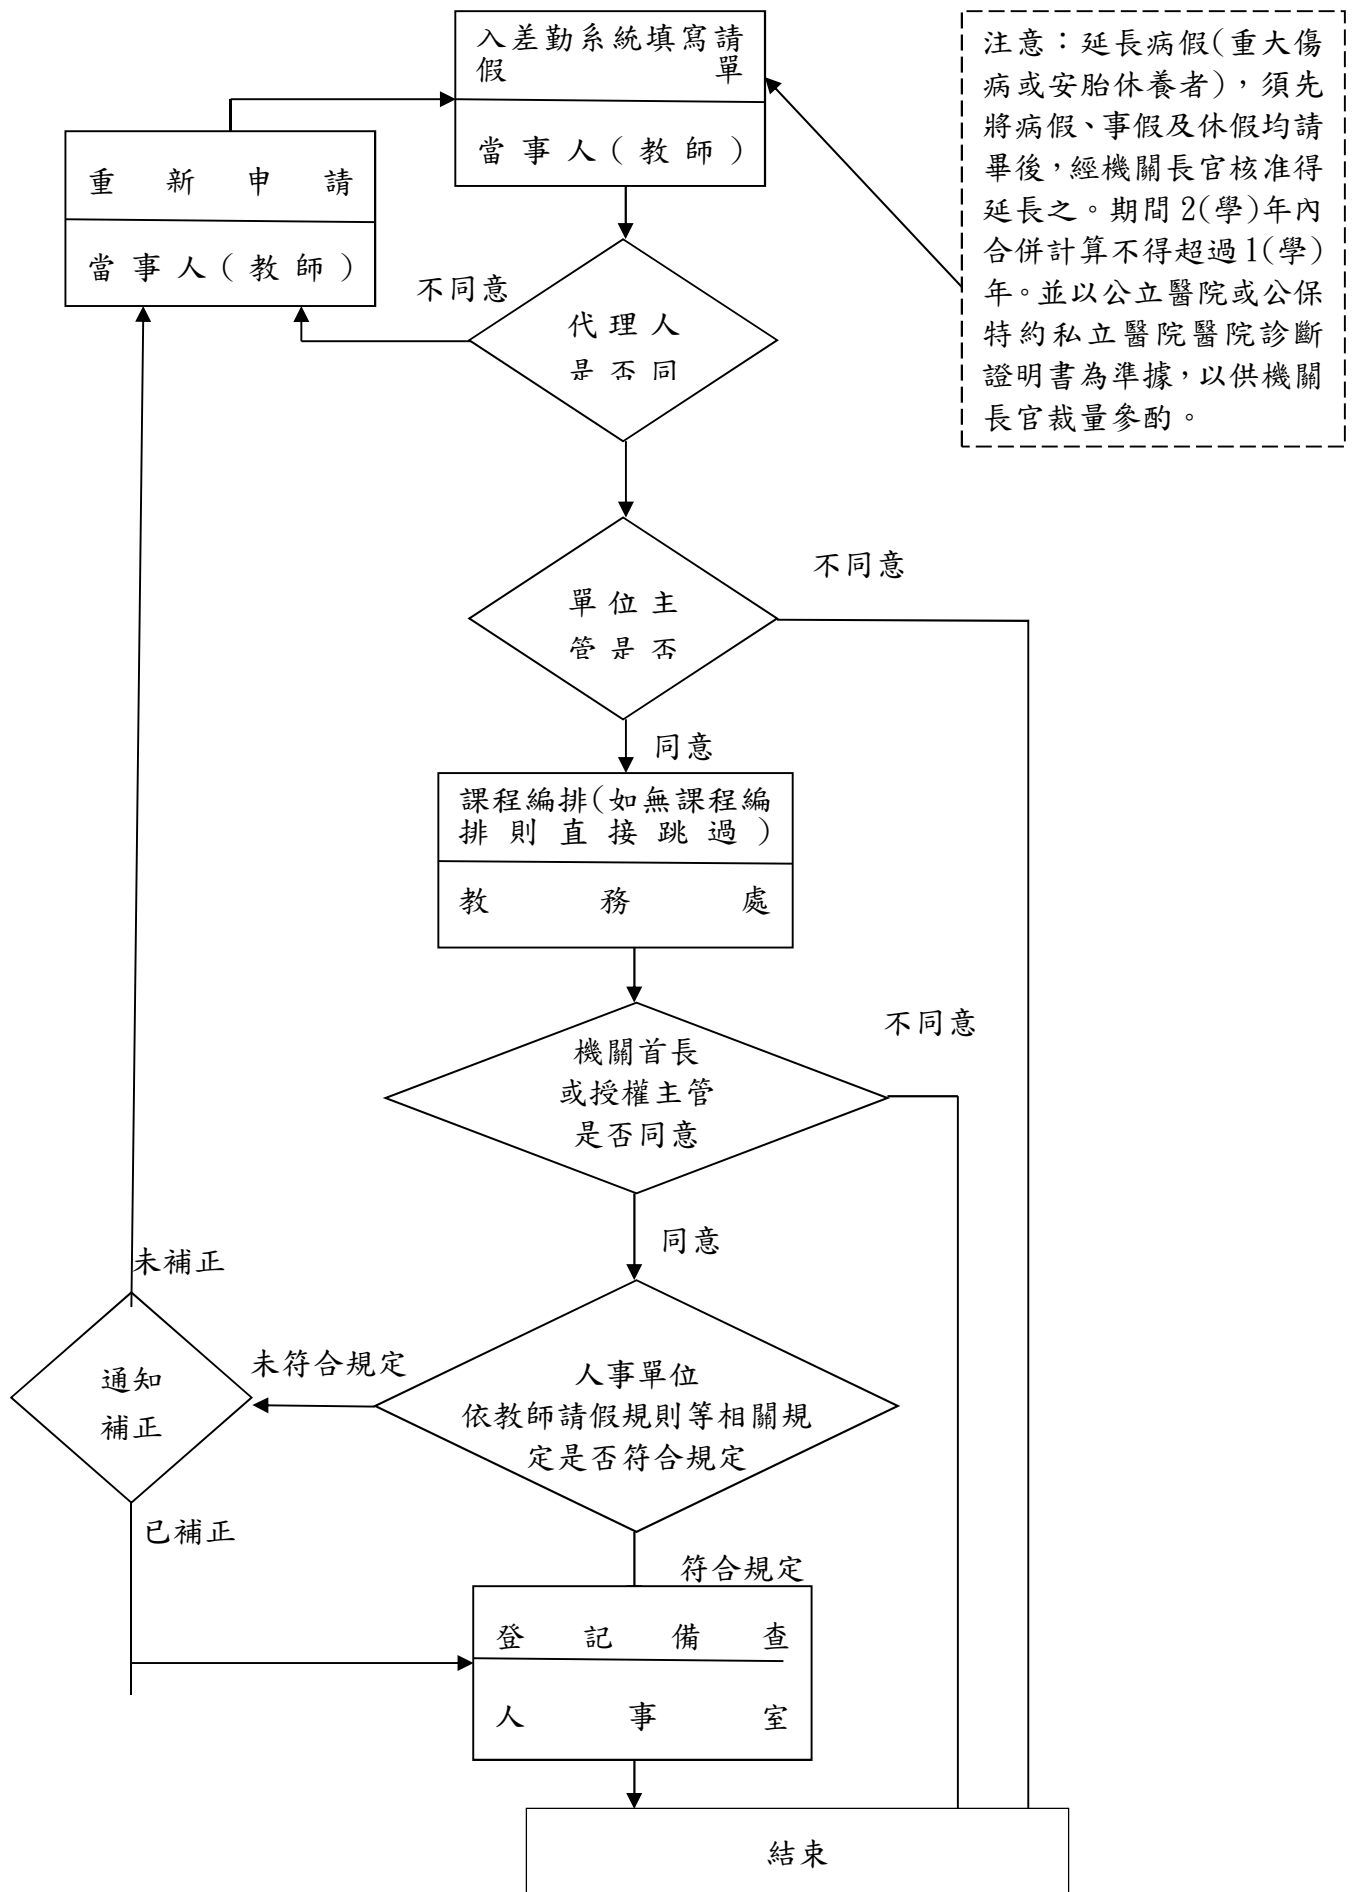 入差勤系統填寫請
假單
當事人(教師)
注意：延長病假(重大傷
病或安胎休養者)，須先
將病假、事假及休假均請
畢後，經機關長官核准得
延長之。期間2(學)年內
合併計算不得超過1(學)
年。並以公立醫院或公保
特約私立醫院醫院診斷
證明書為準據，以供機關
長官裁量參酌。
重新申請
當事人(教師)
不同意
代理人
是否同
不同意
單位主
管是否
同意
課程編排(如無課程編
排則直接跳過)
教務處
不同意
機關首長
或授權主管
是否同意
同意
未補正
通知
補正
未符合規定
人事單位
依教師請假規則等相關規
定是否符合規定
已補正
符合規定
登記備查
人事室
結束